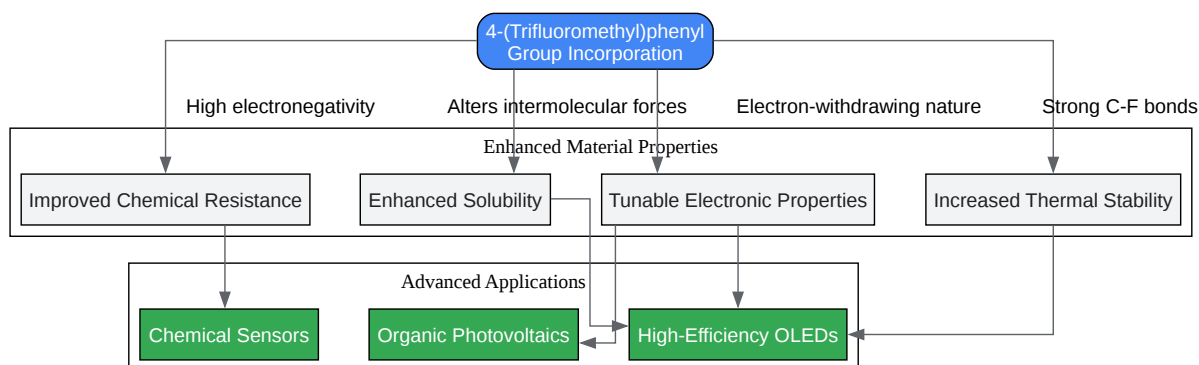 4-(Trifluoromethyl)phenyl
Group Incorporation
High electronegativity
Alters intermolecular forces
Electron-withdrawing nature
Strong C-F bonds
Enhanced Material Properties
Improved Chemical Resistance
Enhanced Solubility
Tunable Electronic Properties
Increased Thermal Stability
Advanced Applications
Chemical Sensors
Organic Photovoltaics
High-Efficiency OLEDs